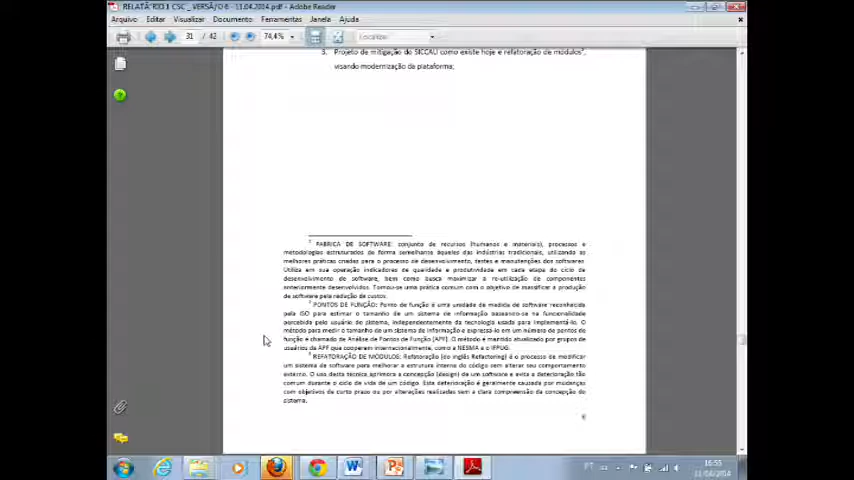 RELATÓRIO 1 CSC _ VERSÃO 6 - 11.04.2014.pdf - Adobe Reader
Arquivo Editar Visualizar Documento Ferramentas Janela Ajuda
31 / 42 74,4% Localizar
3. Projeto de mitigação do SICCAU como existe hoje e refatoração de módulos³,
visando modernização da plataforma;
FABRICA DE SOFTWARE: conjunto de recursos (humanos e materiais), processos e
metodologias estruturados de forma semelhante àqueles das indústrias tradicionais, utilizando as
melhores práticas criadas para o processo de desenvolvimento, testes e manutenções dos softwares.
Utiliza em sua operação indicadores de qualidade e produtividade em cada etapa do ciclo de
desenvolvimento de software, bem como busca maximizar a re-utilização de componentes
anteriormente desenvolvidos. Tornou-se uma prática comum com o objetivo de massificar a produção
de software pela redação de custos.
PONTOS DE FUNÇÃO: Ponto de função é uma unidade de medida de software reconhecida
pela ISO para estimar o tamanho de um sistema de informação baseando-se na funcionalidade
percebida pelo usuário do sistema, independentemente da tecnologia usada para implementá-lo. O
método para medir o tamanho de um sistema de informação e expressá-lo em um número de pontos de
função é chamado de Análise de Pontos de Função (APF). O método é mantido atualizado por grupos de
usuários da APF que cooperam internacionalmente, como a NESMA e o IFPUG.
REFATORAÇÃO DE MODULOS: Refatoração (do inglês Refactoring) é o processo de modificar
um sistema de software para melhorar a estrutura interna do código sem alterar seu comportamento
externo. O uso desta técnica aprimora a concepção (design) de um software e evita a deterioração tão
comum durante o ciclo de vida de um código. Esta deterioração é geralmente causada por mudanças
com objetivos de curto prazo ou por alterações realizadas sem a clara compreensão da concepção do
sistema.
PT
16:55
11/04/2014